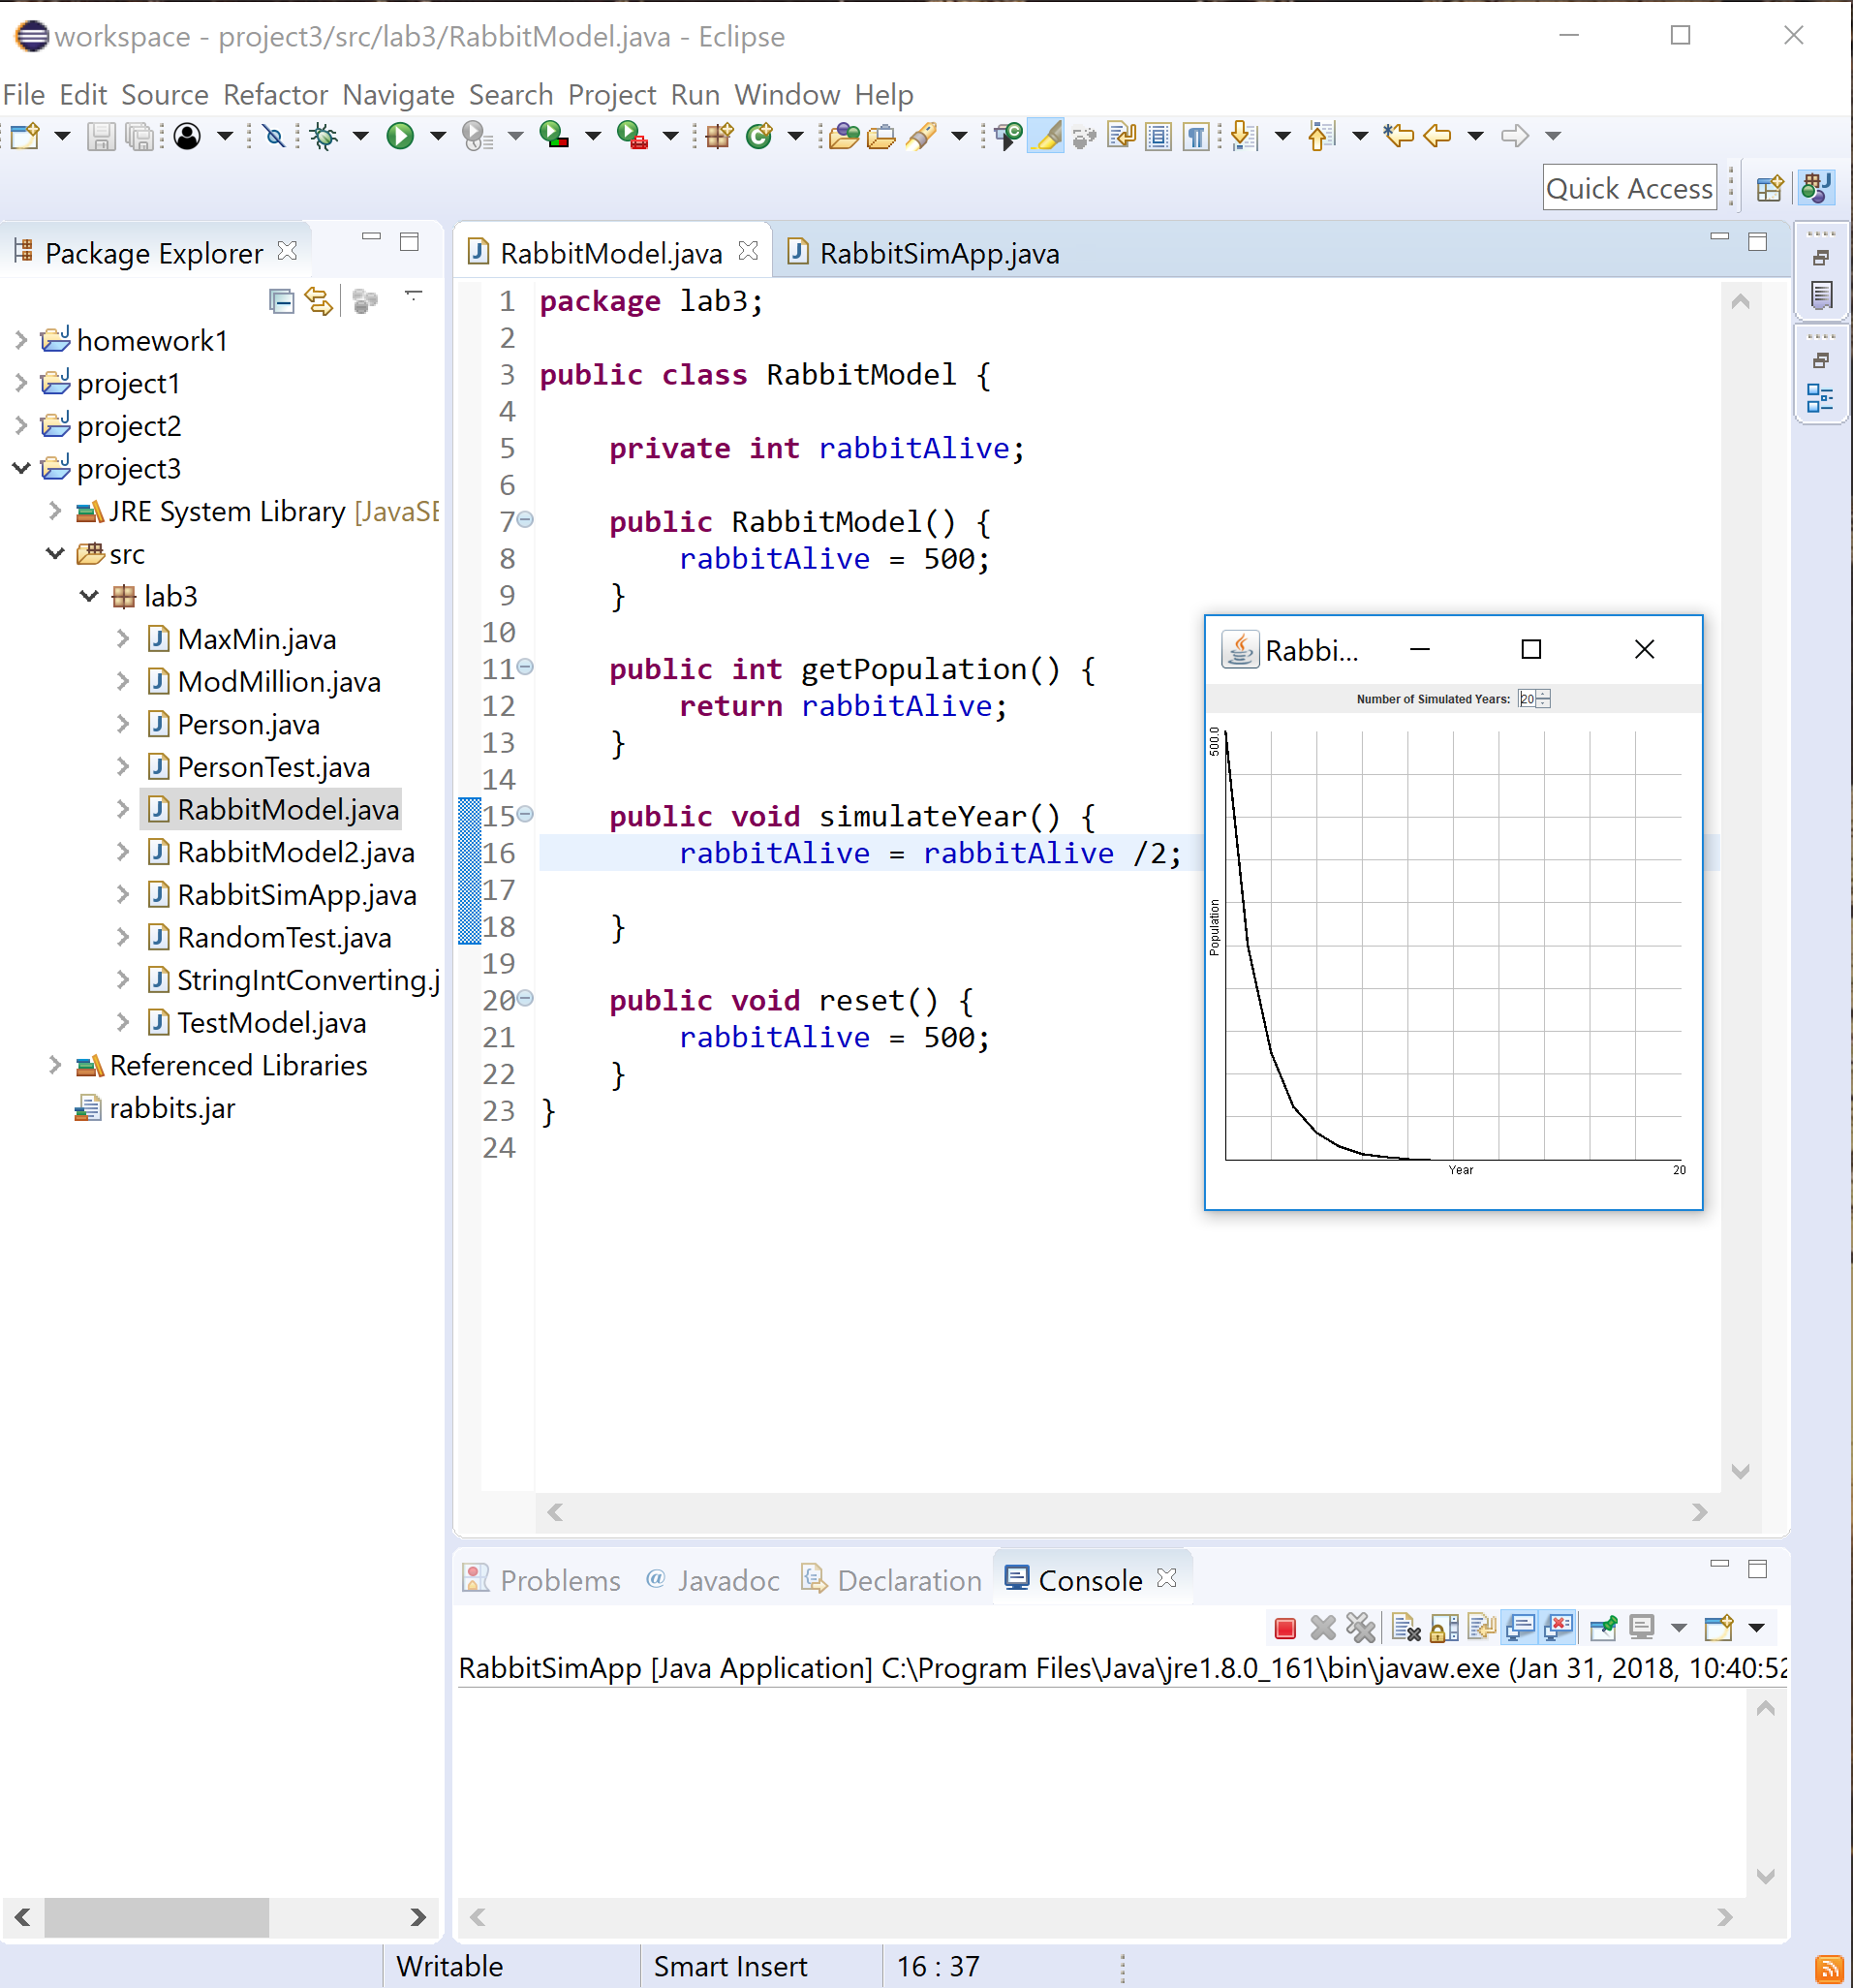 workspace - project3/src/lab3/RabbitModel.java - Eclipse
File Edit Source Refactor Navigate Search Project Run Window Help
Quick Access
Package Explorer
homework1
project1
project2
project3
JRE System Library [JavaSE
src
lab3
MaxMin.java
ModMillion.java
Person.java
PersonTest.java
RabbitModel.java
RabbitModel2.java
RabbitSimApp.java
RandomTest.java
StringIntConverting.j
TestModel.java
Referenced Libraries
rabbits.jar
RabbitModel.java RabbitSimApp.java
1 package lab3;
2
3 public class RabbitModel {
4
5 private int rabbitAlive;
6
7 public RabbitModel() {
8 rabbitAlive = 500;
9 }
10
11 public int getPopulation() {
12 return rabbitAlive;
13 }
14
15 public void simulateYear() {
16 rabbitAlive = rabbitAlive /2;
17
18 }
19
20 public void reset() {
21 rabbitAlive = 500;
22 }
23 }
24
Rabbi...
Number of Simulated Years: 20
500.0
Population
Year
20
Problems @ Javadoc Declaration Console
RabbitSimApp [Java Application] C:\Program Files\Java\jre1.8.0_161\bin\javaw.exe (Jan 31, 2018, 10:40:52
Writable Smart Insert 16 : 37